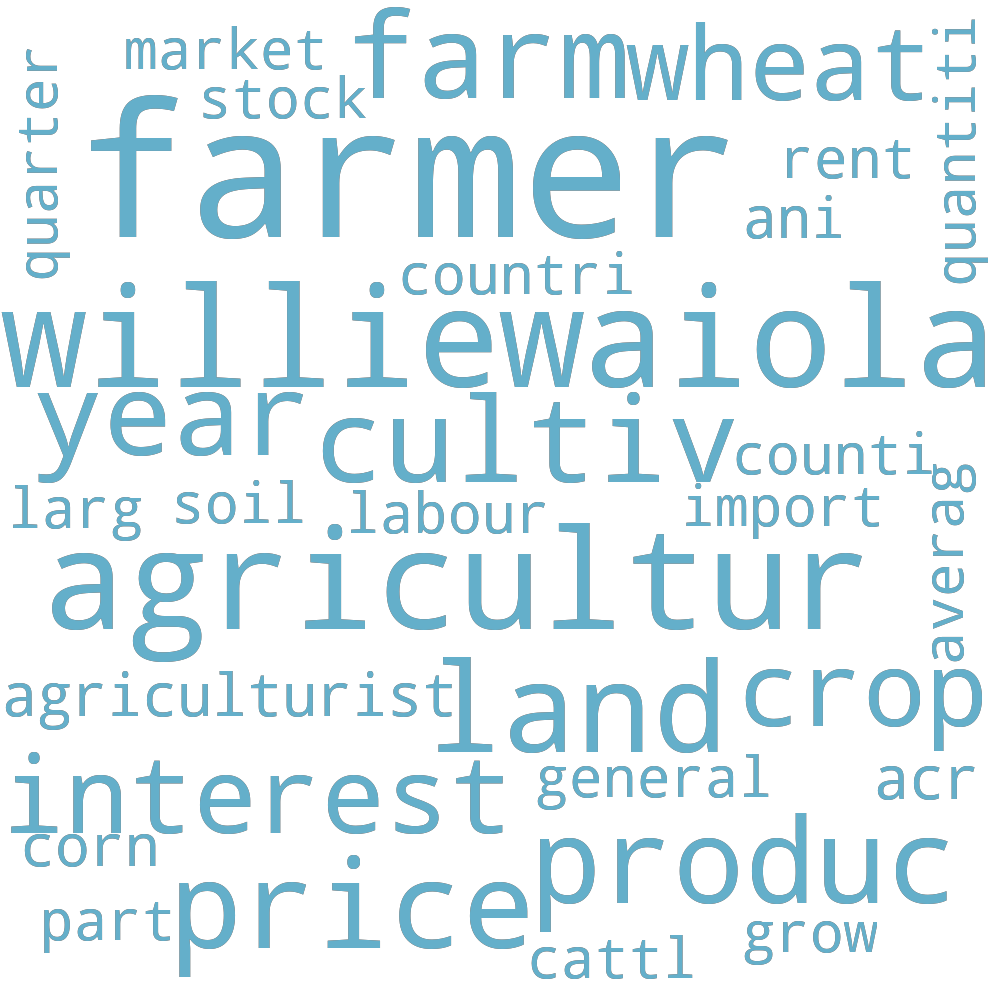 market
farm
wheat
quantiti
quarter
stock
farmer
rent
ani
countri
williewaiola
year
cultiv
counti
larg
soil
labour
import
averag
agricultur
agriculturist
land
crop
interest
general
acr
corn
price
produc
part
grow
cattl